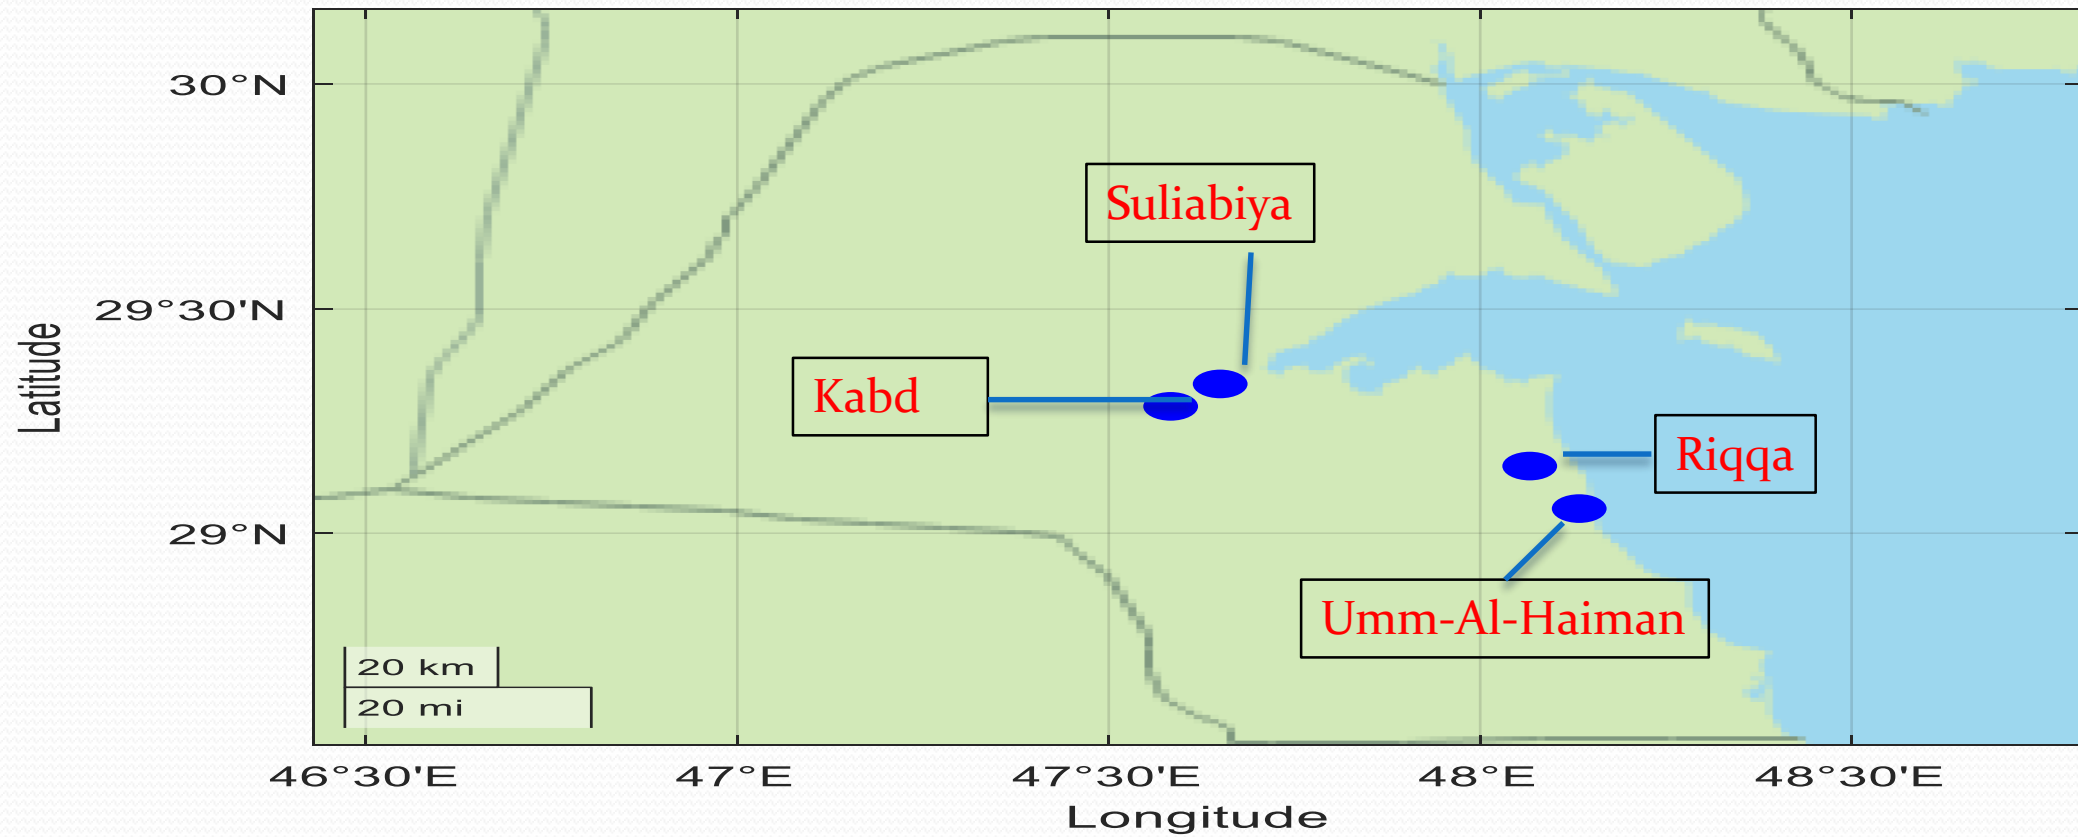 30°N
Suliabiya
29°30'N
Latitude
Kabd
Riqqa
29°N
Umm-Al-Haiman
20 km
20 mi
46°30'E
47°E
47°30'E
48°E
48°30'E
Longitude